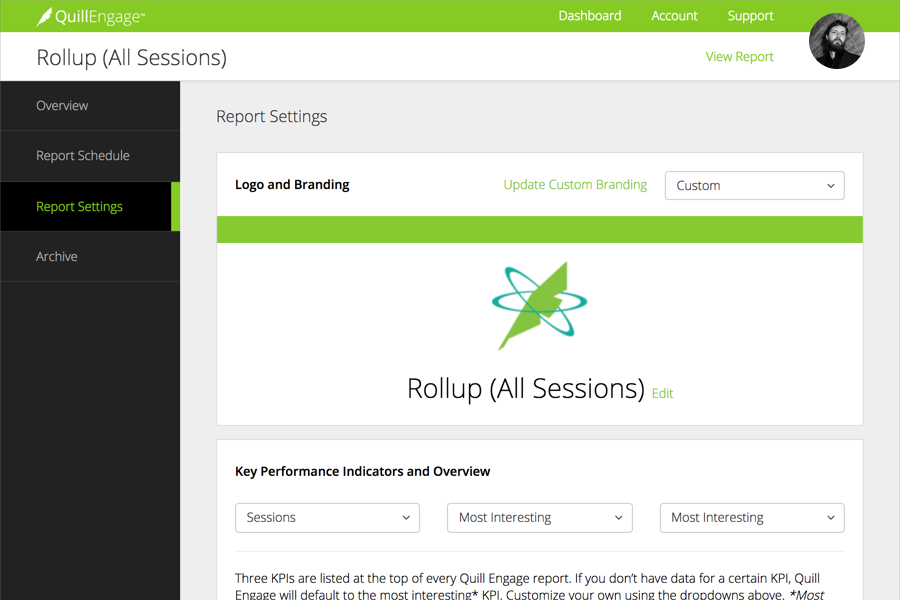 QuillEngage™
Dashboard Account Support
Rollup (All Sessions)
View Report
Overview
Report Schedule
Report Settings
Archive
Report Settings
Logo and Branding
Update Custom Branding
Custom
Rollup (All Sessions) Edit
Key Performance Indicators and Overview
Sessions
Most Interesting
Most Interesting
Three KPIs are listed at the top of every Quill Engage report. If you don’t have data for a certain KPI, Quill
Engage will default to the most interesting* KPI. Customize your own using the dropdowns above. *Most